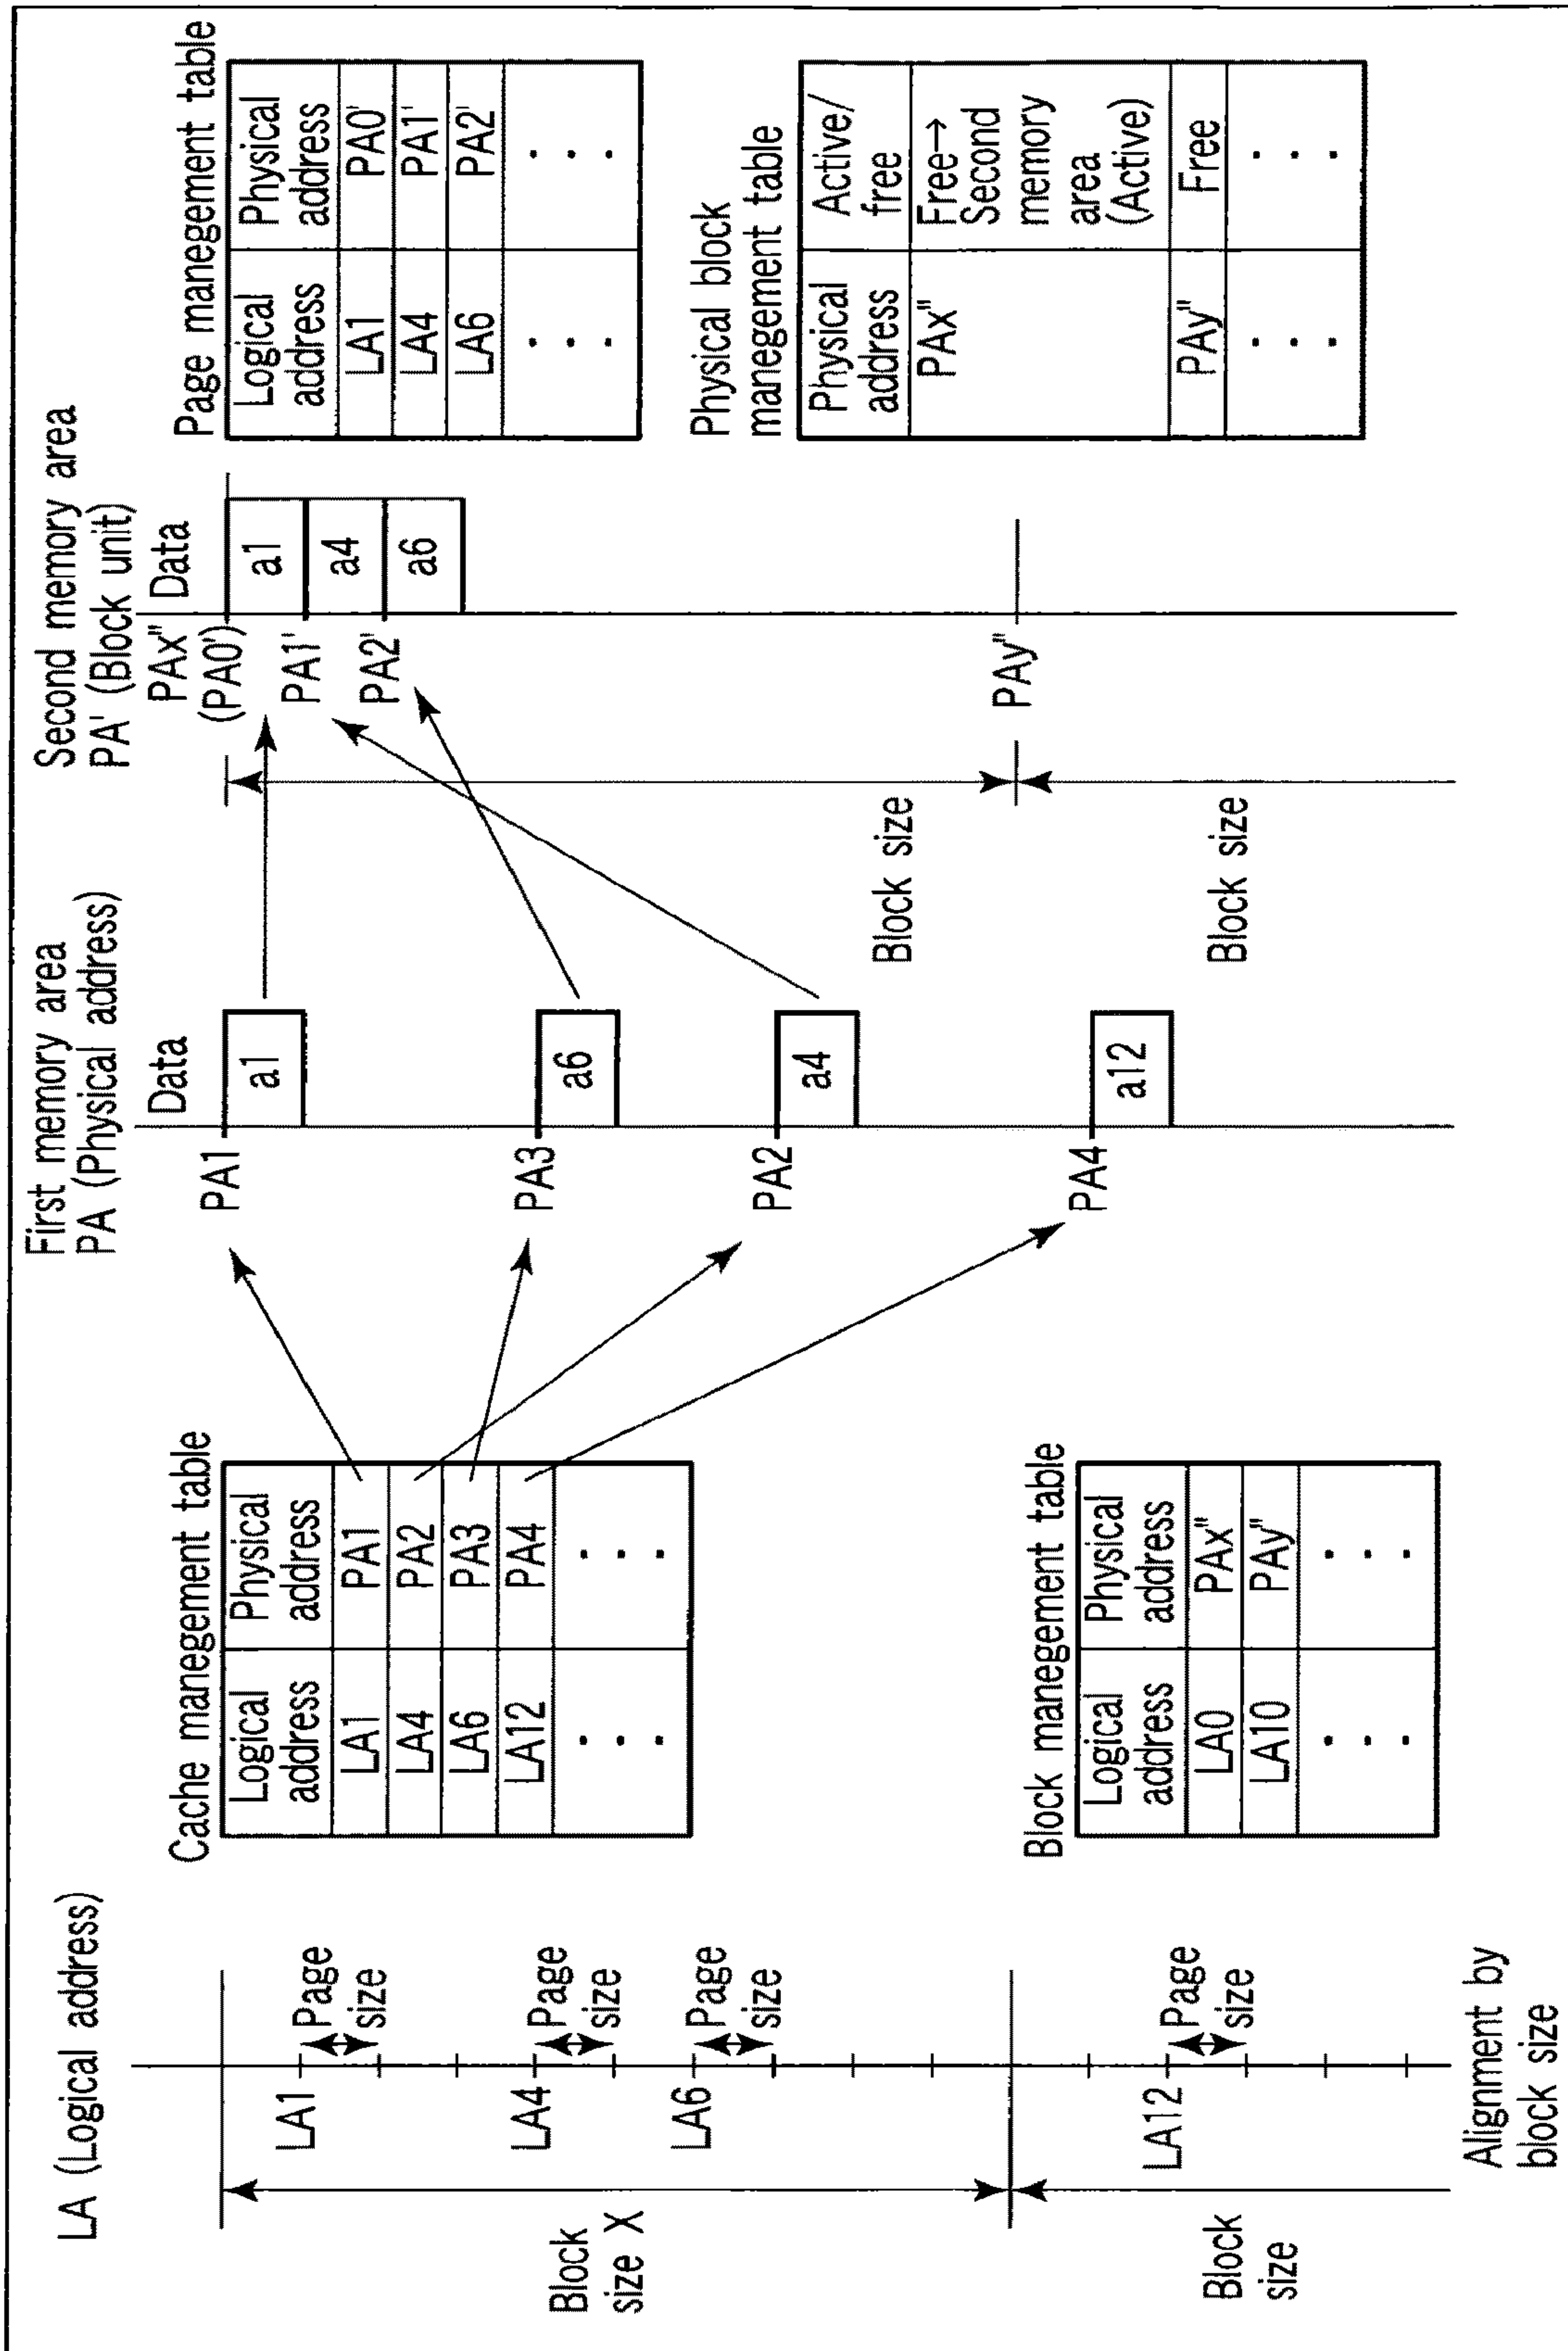 LA (Logical address)
LA1
Page
size
LA4
Page
size
LA6
Page
size
Block
size X
LA12
Page
size
Block
size
Alignment by
block size
Cache manegement table
Logical
address
Physical
address
LA1
PA1
LA4
PA2
LA6
PA3
LA12
PA4
Block manegement table
Logical
address
Physical
address
LA0
PAx"
LA10
PAy"
First memory area
PA (Physical address)
Data
PA1
a1
PA3
a6
PA2
a4
PA4
a12
Second memory area
PA' (Block unit)
PAx"
Data
(PA0')
a1
PA1'
a4
PA2'
a6
PAy"
Block size
Block size
Page manegement table
Logical
address
Physical
address
LA1
PA0'
LA4
PA1'
LA6
PA2'
Physical block
manegement table
Physical
address
Active/
free
PAx"
Free→
Second
memory
area
(Active)
PAy"
Free